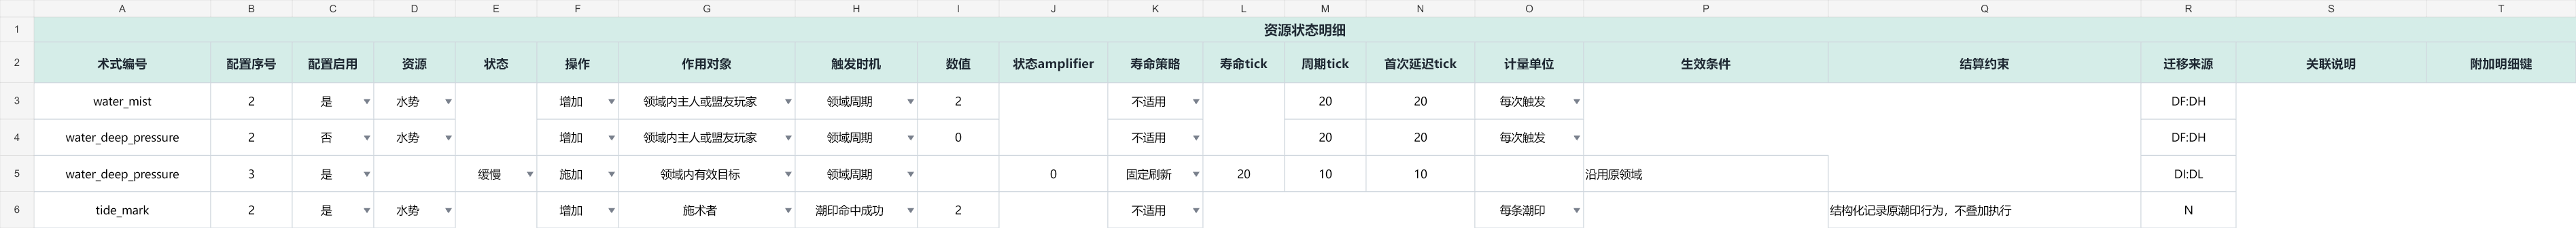 A B C D E F G H I J K L M N O P Q R S T
1 资源状态明细
2 术式编号 配置序号 配置启用 资源 状态 操作 作用对象 触发时机 数值 状态amplifier 寿命策略 寿命tick 周期tick 首次延迟tick 计量单位 生效条件 结算约束 迁移来源 关联说明 附加明细键
3 water_mist 2 是 水势 增加 领域内主人或盟友玩家 领域周期 2 不适用 20 20 每次触发 DF:DH
4 water_deep_pressure 2 否 水势 增加 领域内主人或盟友玩家 领域周期 0 不适用 20 20 每次触发 DF:DH
5 water_deep_pressure 3 是 缓慢 施加 领域内有效目标 领域周期 0 固定刷新 20 10 10 沿用原领域 DI:DL
6 tide_mark 2 是 水势 增加 施术者 潮印命中成功 2 不适用 每条潮印 结构化记录原潮印行为，不叠加执行 N